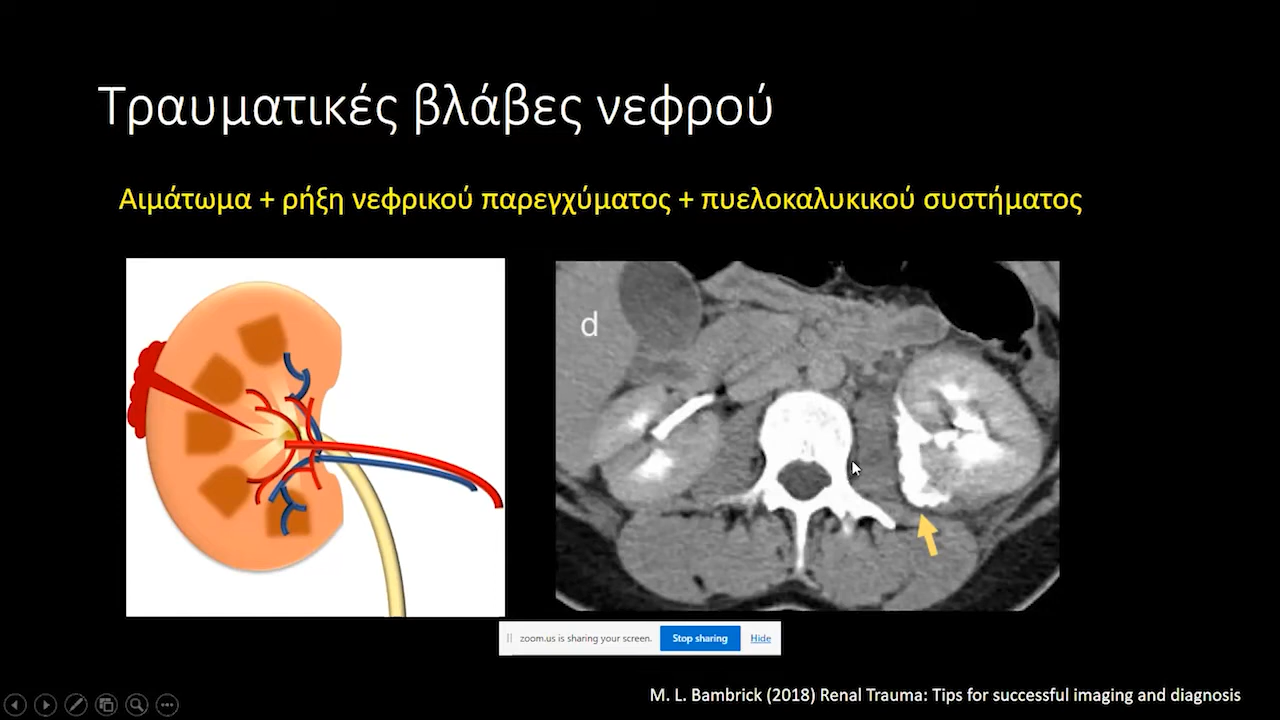 Τραυματικές βλάβες νεφρού
Αιμάτωμα + ρήξη νεφρικού παρεγχύματος + πυελοκαλυκικού συστήματος
d
zoom.us is sharing your screen. Stop sharing Hide
M. L. Bambrick (2018) Renal Trauma: Tips for successful imaging and diagnosis